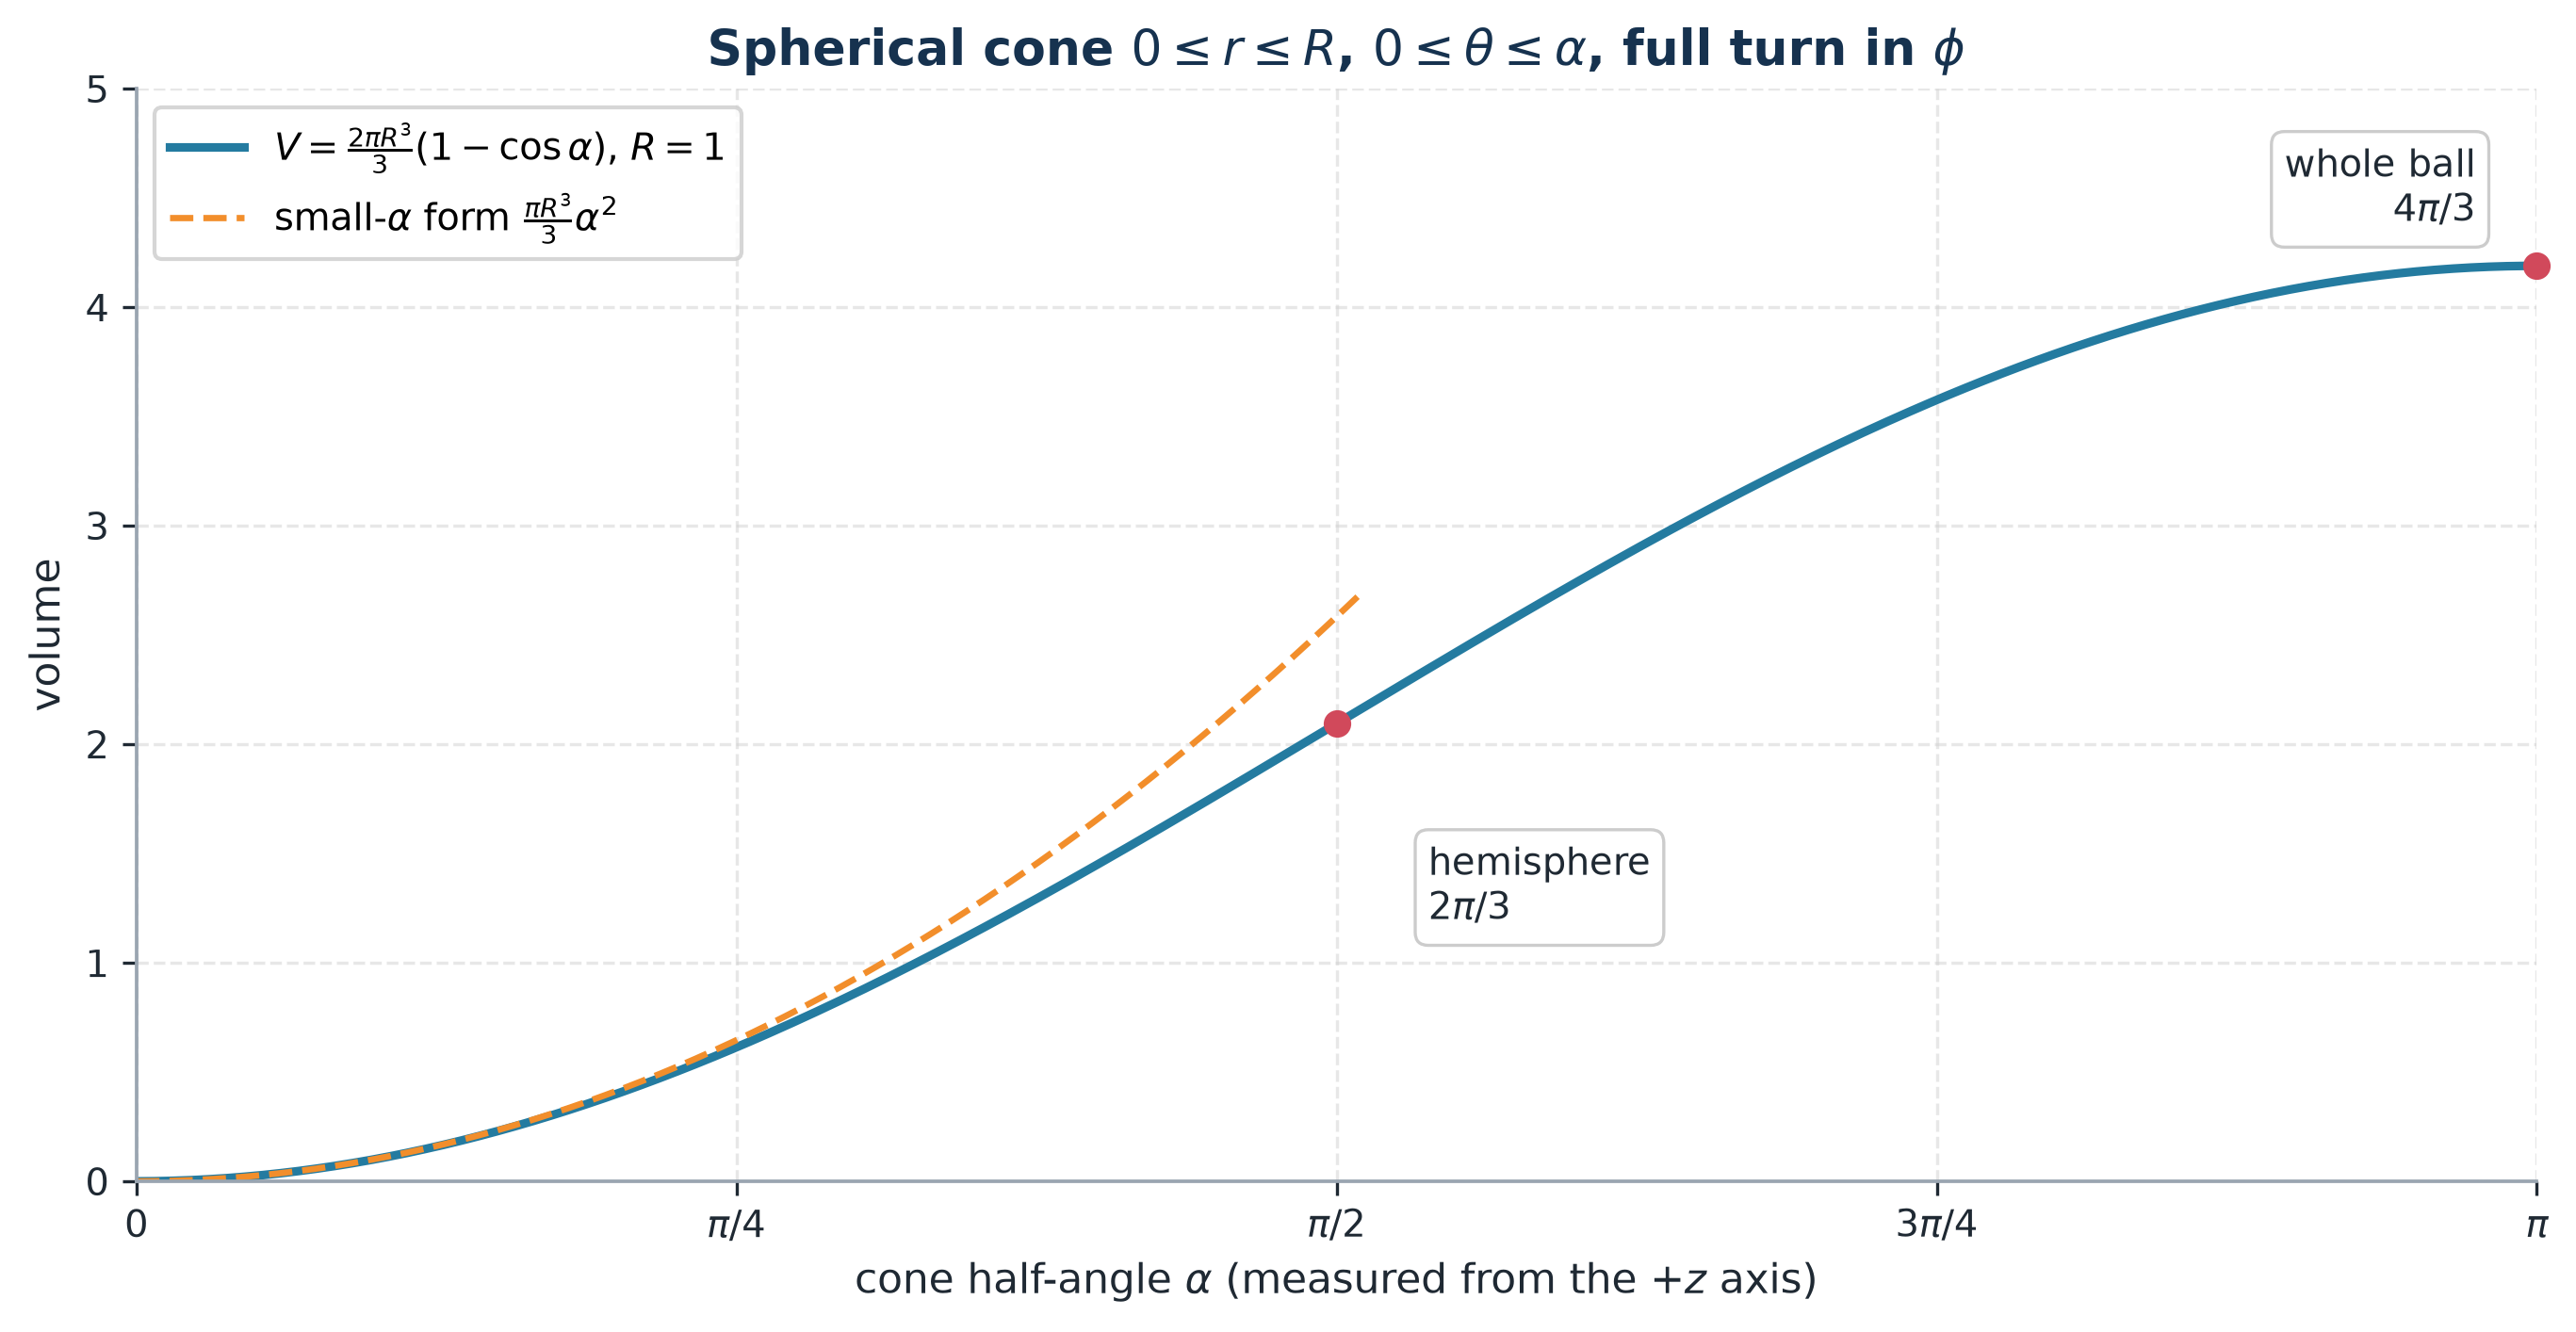 Spherical cone 0 ≤ r ≤ R, 0 ≤ θ ≤ α, full turn in ϕ
V = 2πR³/3 (1 − cos α), R = 1
small-α form πR³/3 α²
whole ball
4π/3
hemisphere
2π/3
volume
5
4
3
2
1
0
0
π/4
π/2
3π/4
π
cone half-angle α (measured from the +z axis)